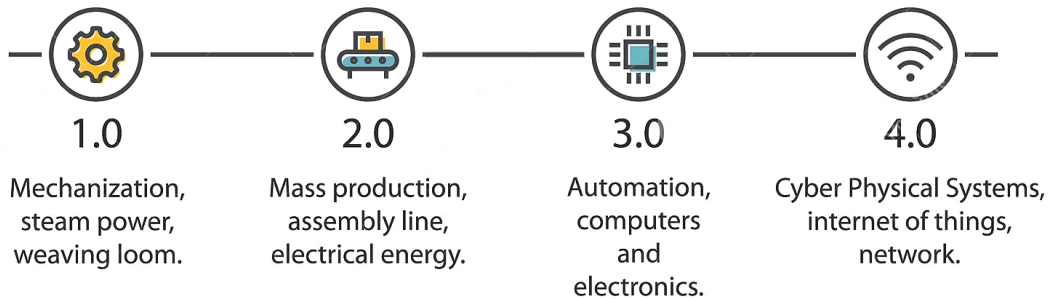 1.0
Mechanization,
steam power,
weaving loom.
2.0
Mass production,
assembly line,
electrical energy.
3.0
Automation,
computers
and
electronics.
4.0
Cyber Physical Systems,
internet of things,
network.